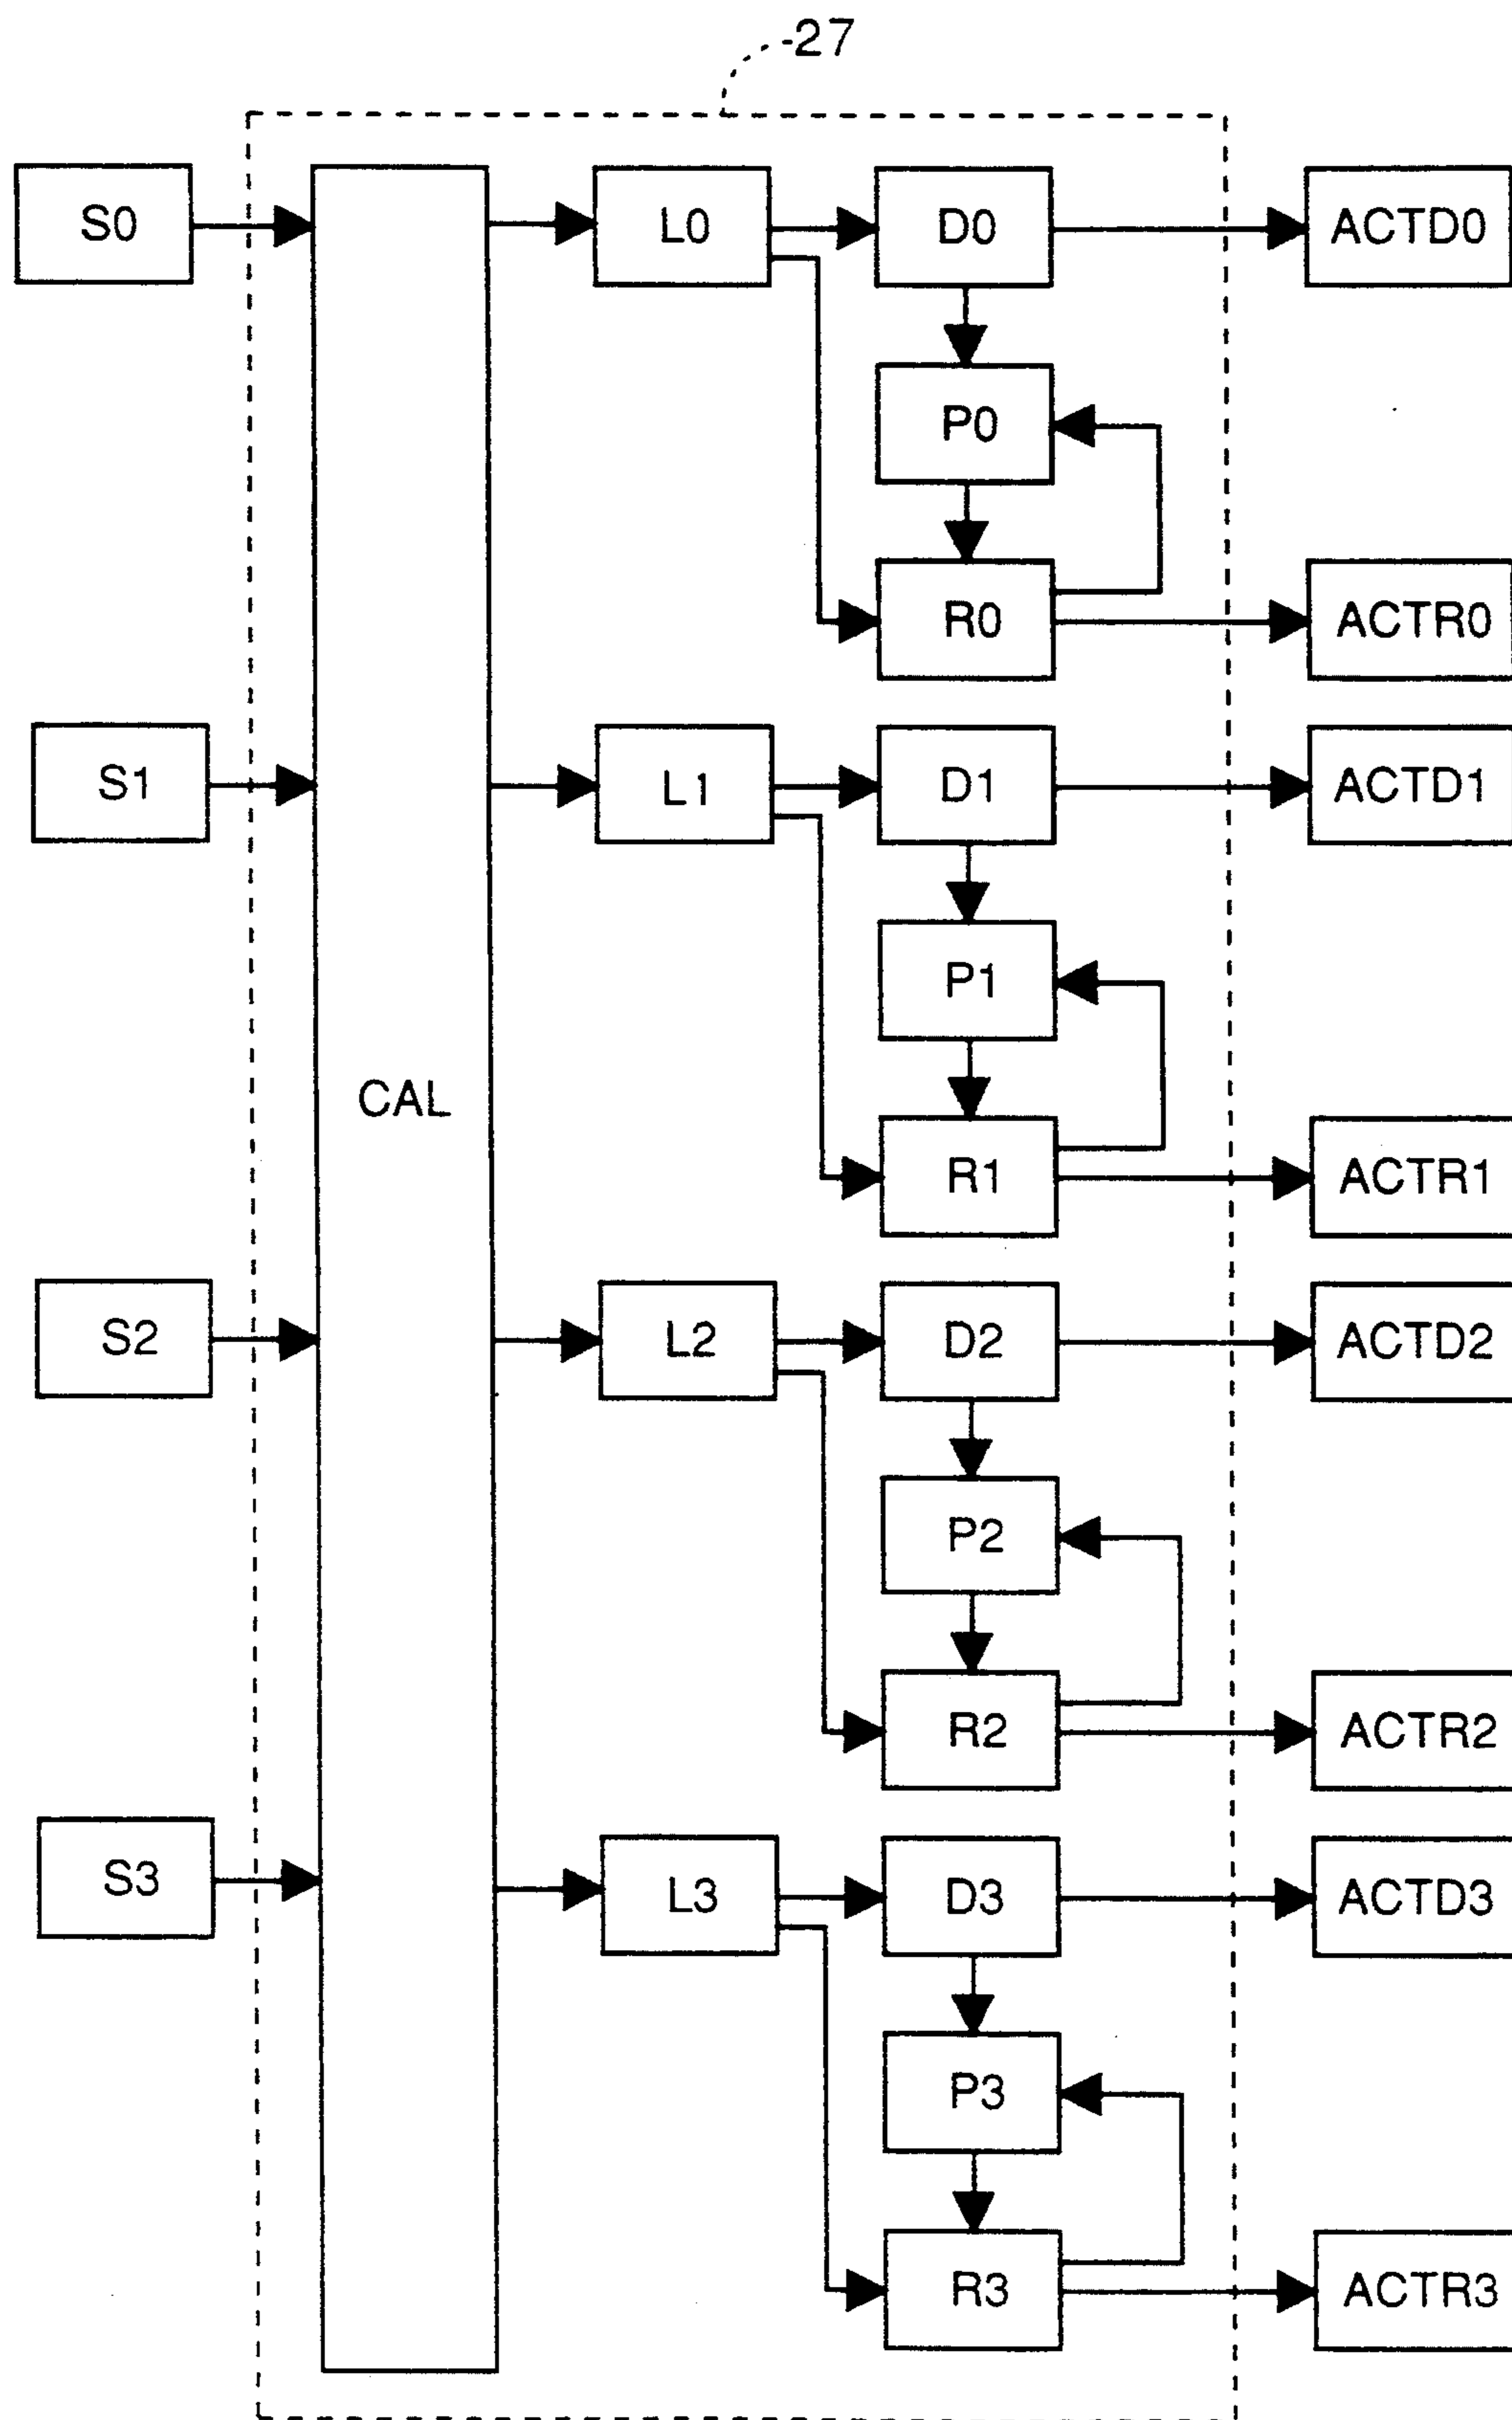 27
S0
L0
D0
ACTD0
P0
R0
ACTR0
S1
L1
D1
ACTD1
P1
CAL
R1
ACTR1
S2
L2
D2
ACTD2
P2
R2
ACTR2
S3
L3
D3
ACTD3
P3
R3
ACTR3